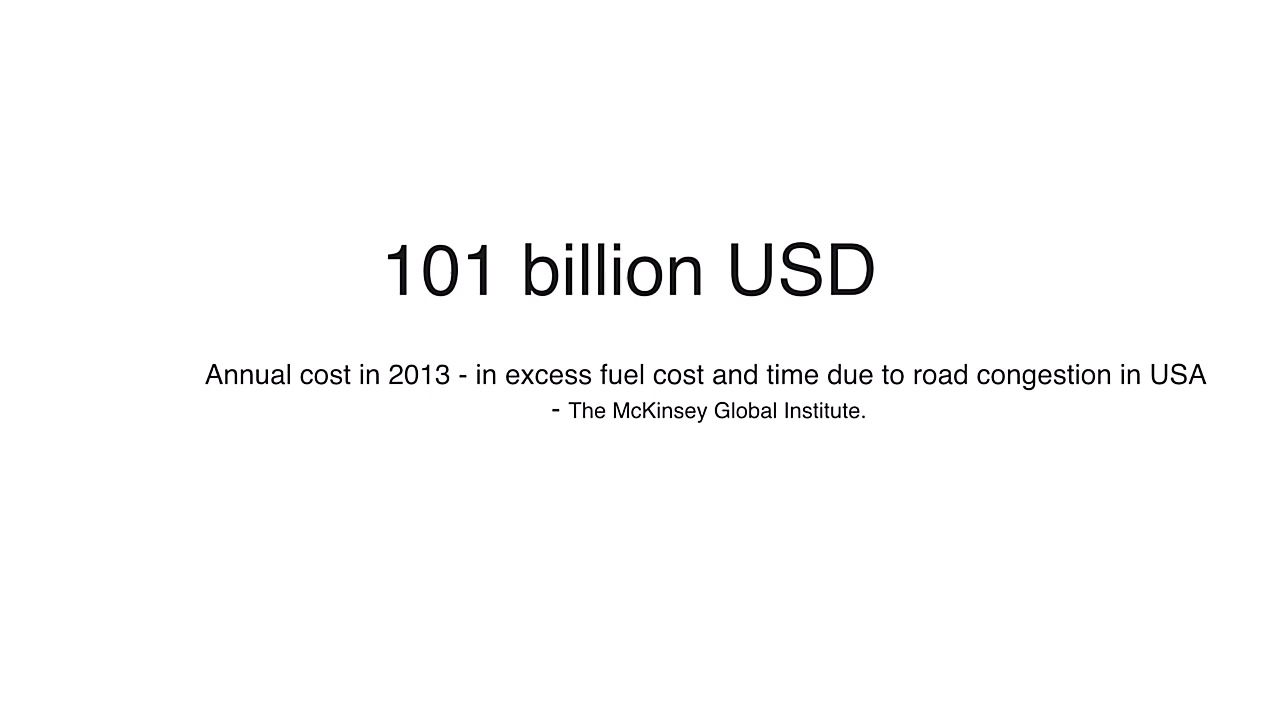 101 billion USD
Annual cost in 2013 - in excess fuel cost and time due to road congestion in USA
- The McKinsey Global Institute.